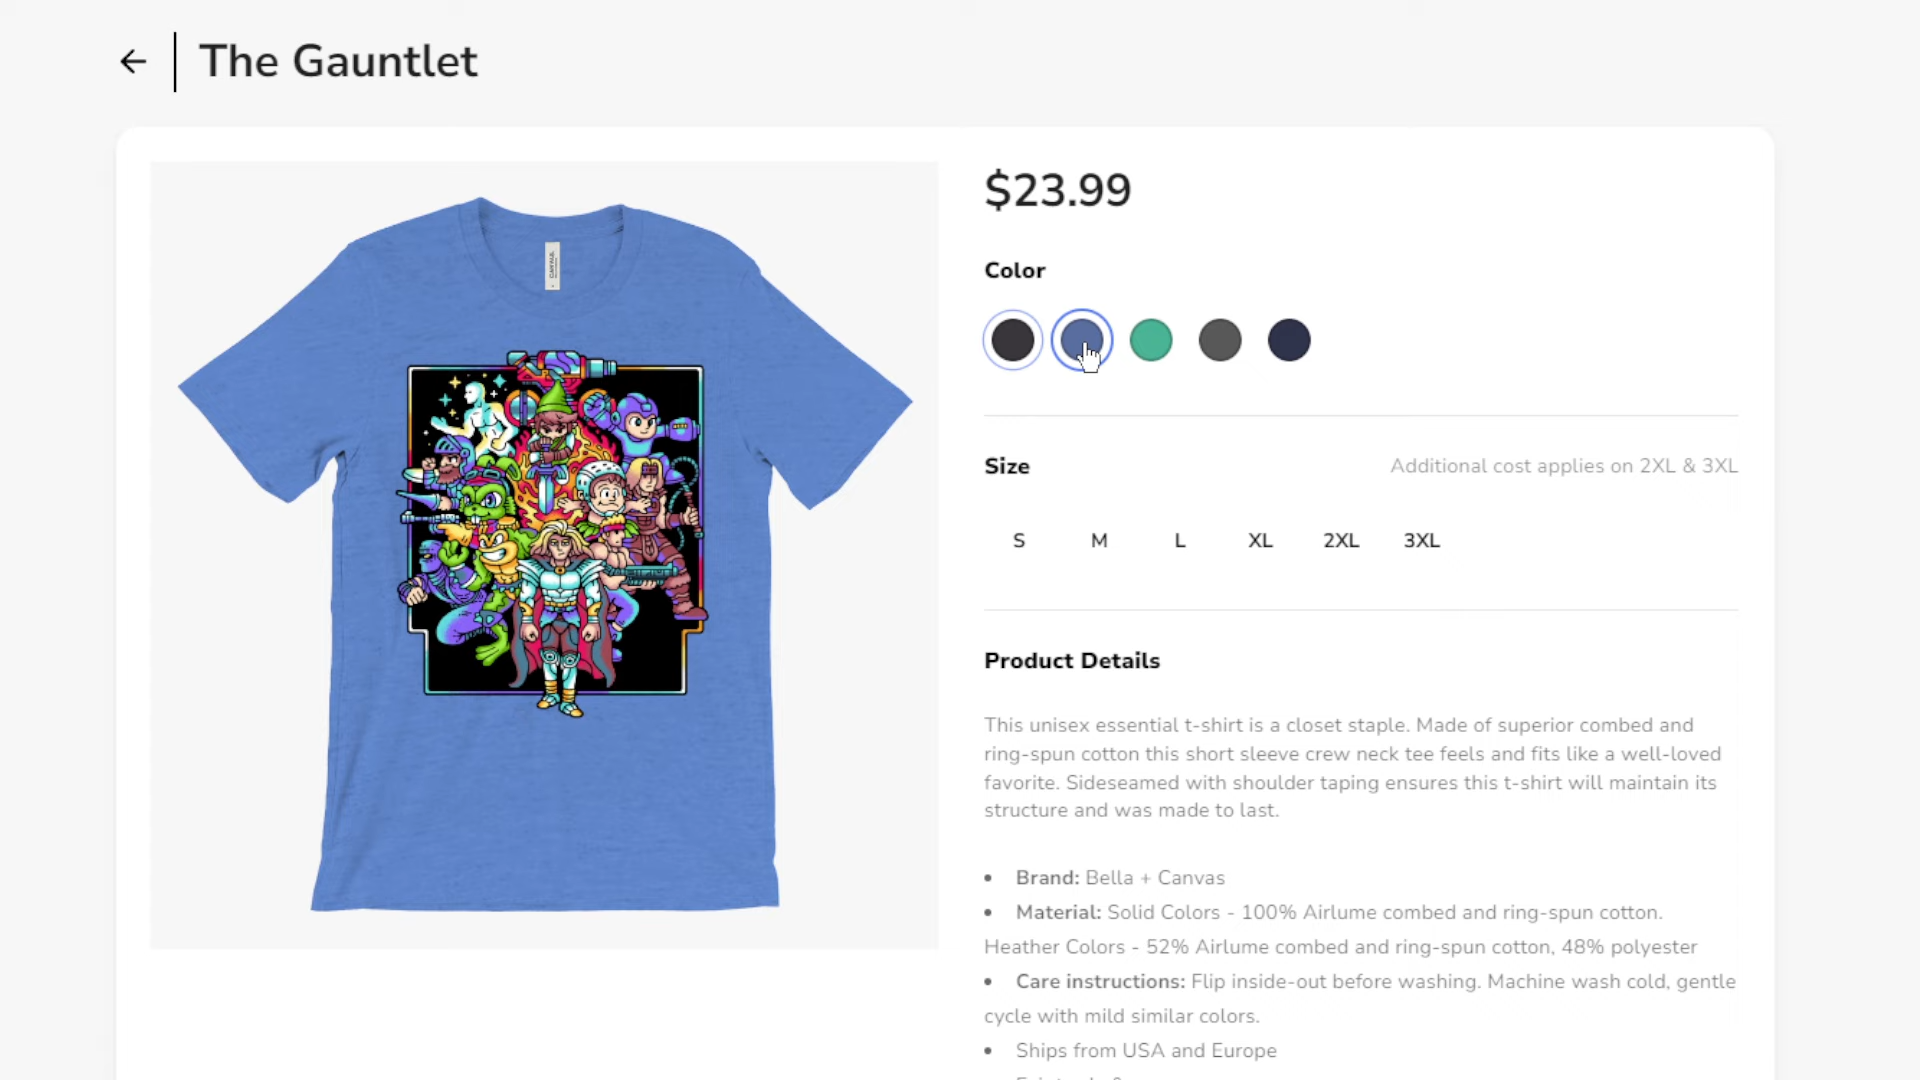 The Gauntlet
$23.99
Color
Size
Additional cost applies on 2XL & 3XL
S M L XL 2XL 3XL
Product Details
This unisex essential t-shirt is a closet staple. Made of superior combed and
ring-spun cotton this short sleeve crew neck tee feels and fits like a well-loved
favorite. Sideseamed with shoulder taping ensures this t-shirt will maintain its
structure and was made to last.
• Brand: Bella + Canvas
• Material: Solid Colors - 100% Airlume combed and ring-spun cotton.
Heather Colors - 52% Airlume combed and ring-spun cotton, 48% polyester
• Care instructions: Flip inside-out before washing. Machine wash cold, gentle
cycle with mild similar colors.
• Ships from USA and Europe